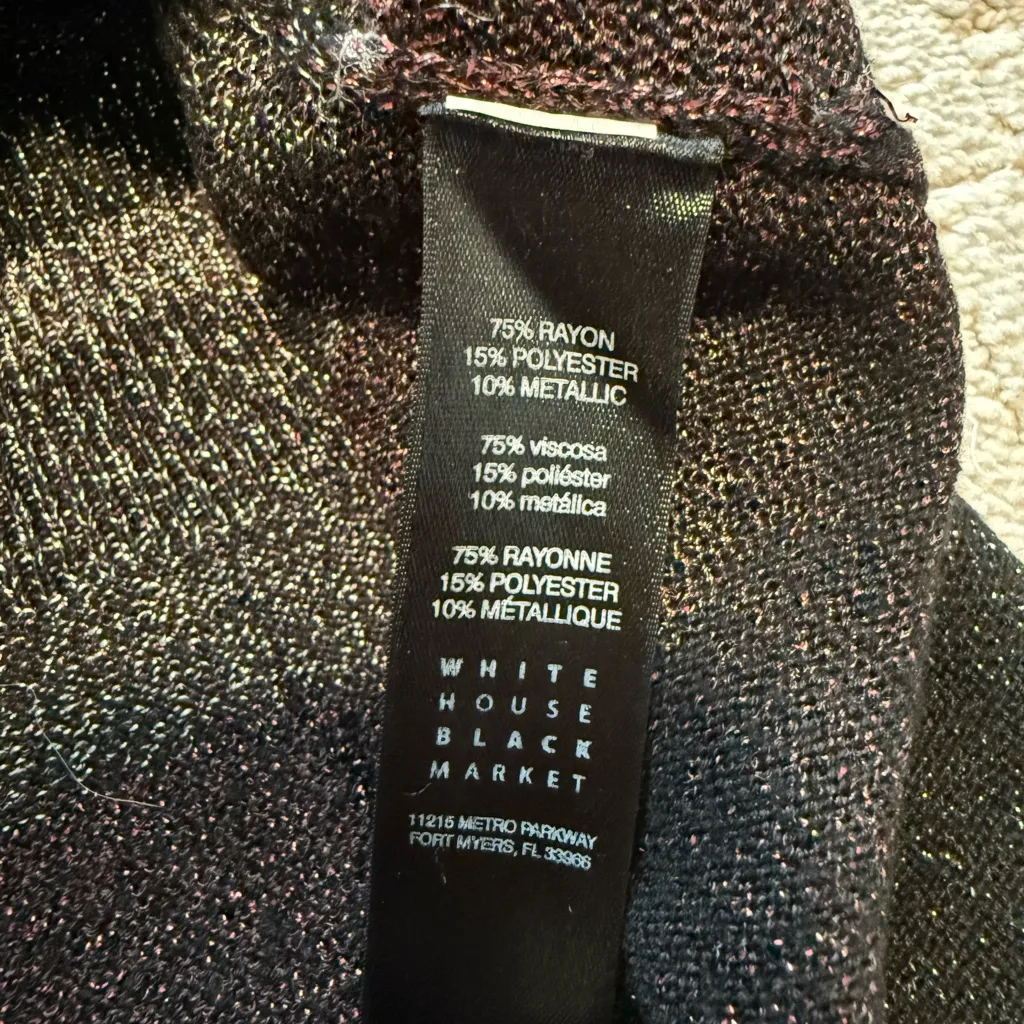 75% RAYON
15% POLYESTER
10% METALLIC
75% viscosa
15% poliéster
10% metálica
75% RAYONNE
15% POLYESTER
10% MÉTALLIQUE
WHITE
HOUSE
BLACK
MARKET
11215 METRO PARKWAY
FORT MYERS, FL 33966